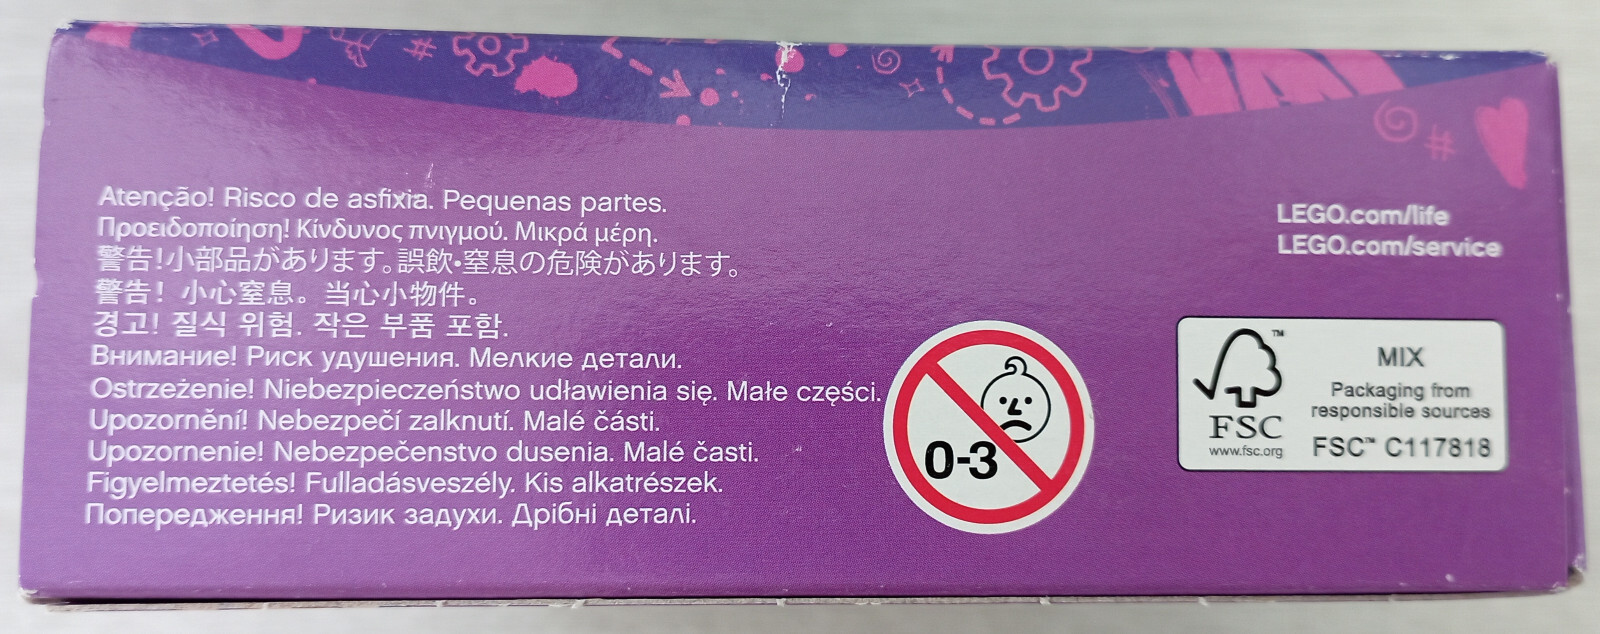 Atenção! Risco de asfixia. Pequenas partes.
Προειδοποίηση! Κίνδυνος πνιγμού. Μικρά μέρη.
警告!小部品があります。誤飲・窒息の危険があります。
警告! 小心窒息。当心小物件。
경고! 질식 위험. 작은 부품 포함.
Внимание! Риск удушения. Мелкие детали.
Ostrzeżenie! Niebezpieczeństwo udławienia się. Małe części.
Upozornění! Nebezpečí zalknutí. Malé části.
Upozornenie! Nebezpečenstvo dusenia. Malé časti.
Figyelmeztetés! Fulladásveszély. Kis alkatrészek.
Попередження! Ризик задухи. Дрібні деталі.
0-3
LEGO.com/life
LEGO.com/service
FSC™
www.fsc.org
MIX
Packaging from
responsible sources
FSC™ C117818